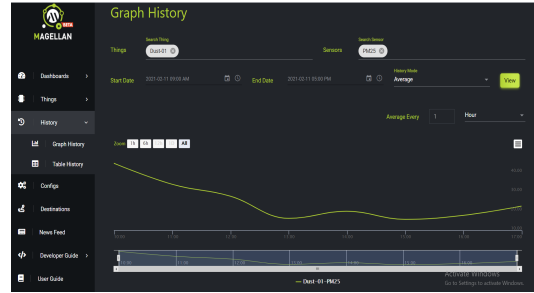 BETA
MAGELLAN
Dashboards
Things
History
Graph History
Table History
Configs
Destinations
News Feed
Developer Guide
User Guide
Graph History
Search Thing
Things
Dust-01
Search Sensor
Sensors
PM25
Start Date
2021-02-11 09:00 AM
End Date
2021-02-11 05:00 PM
History Mode
Average
View
Average Every
1
Hour
Zoom
All
Dust-01-PM25
Activate Windows
Go to Settings to activate Windows.